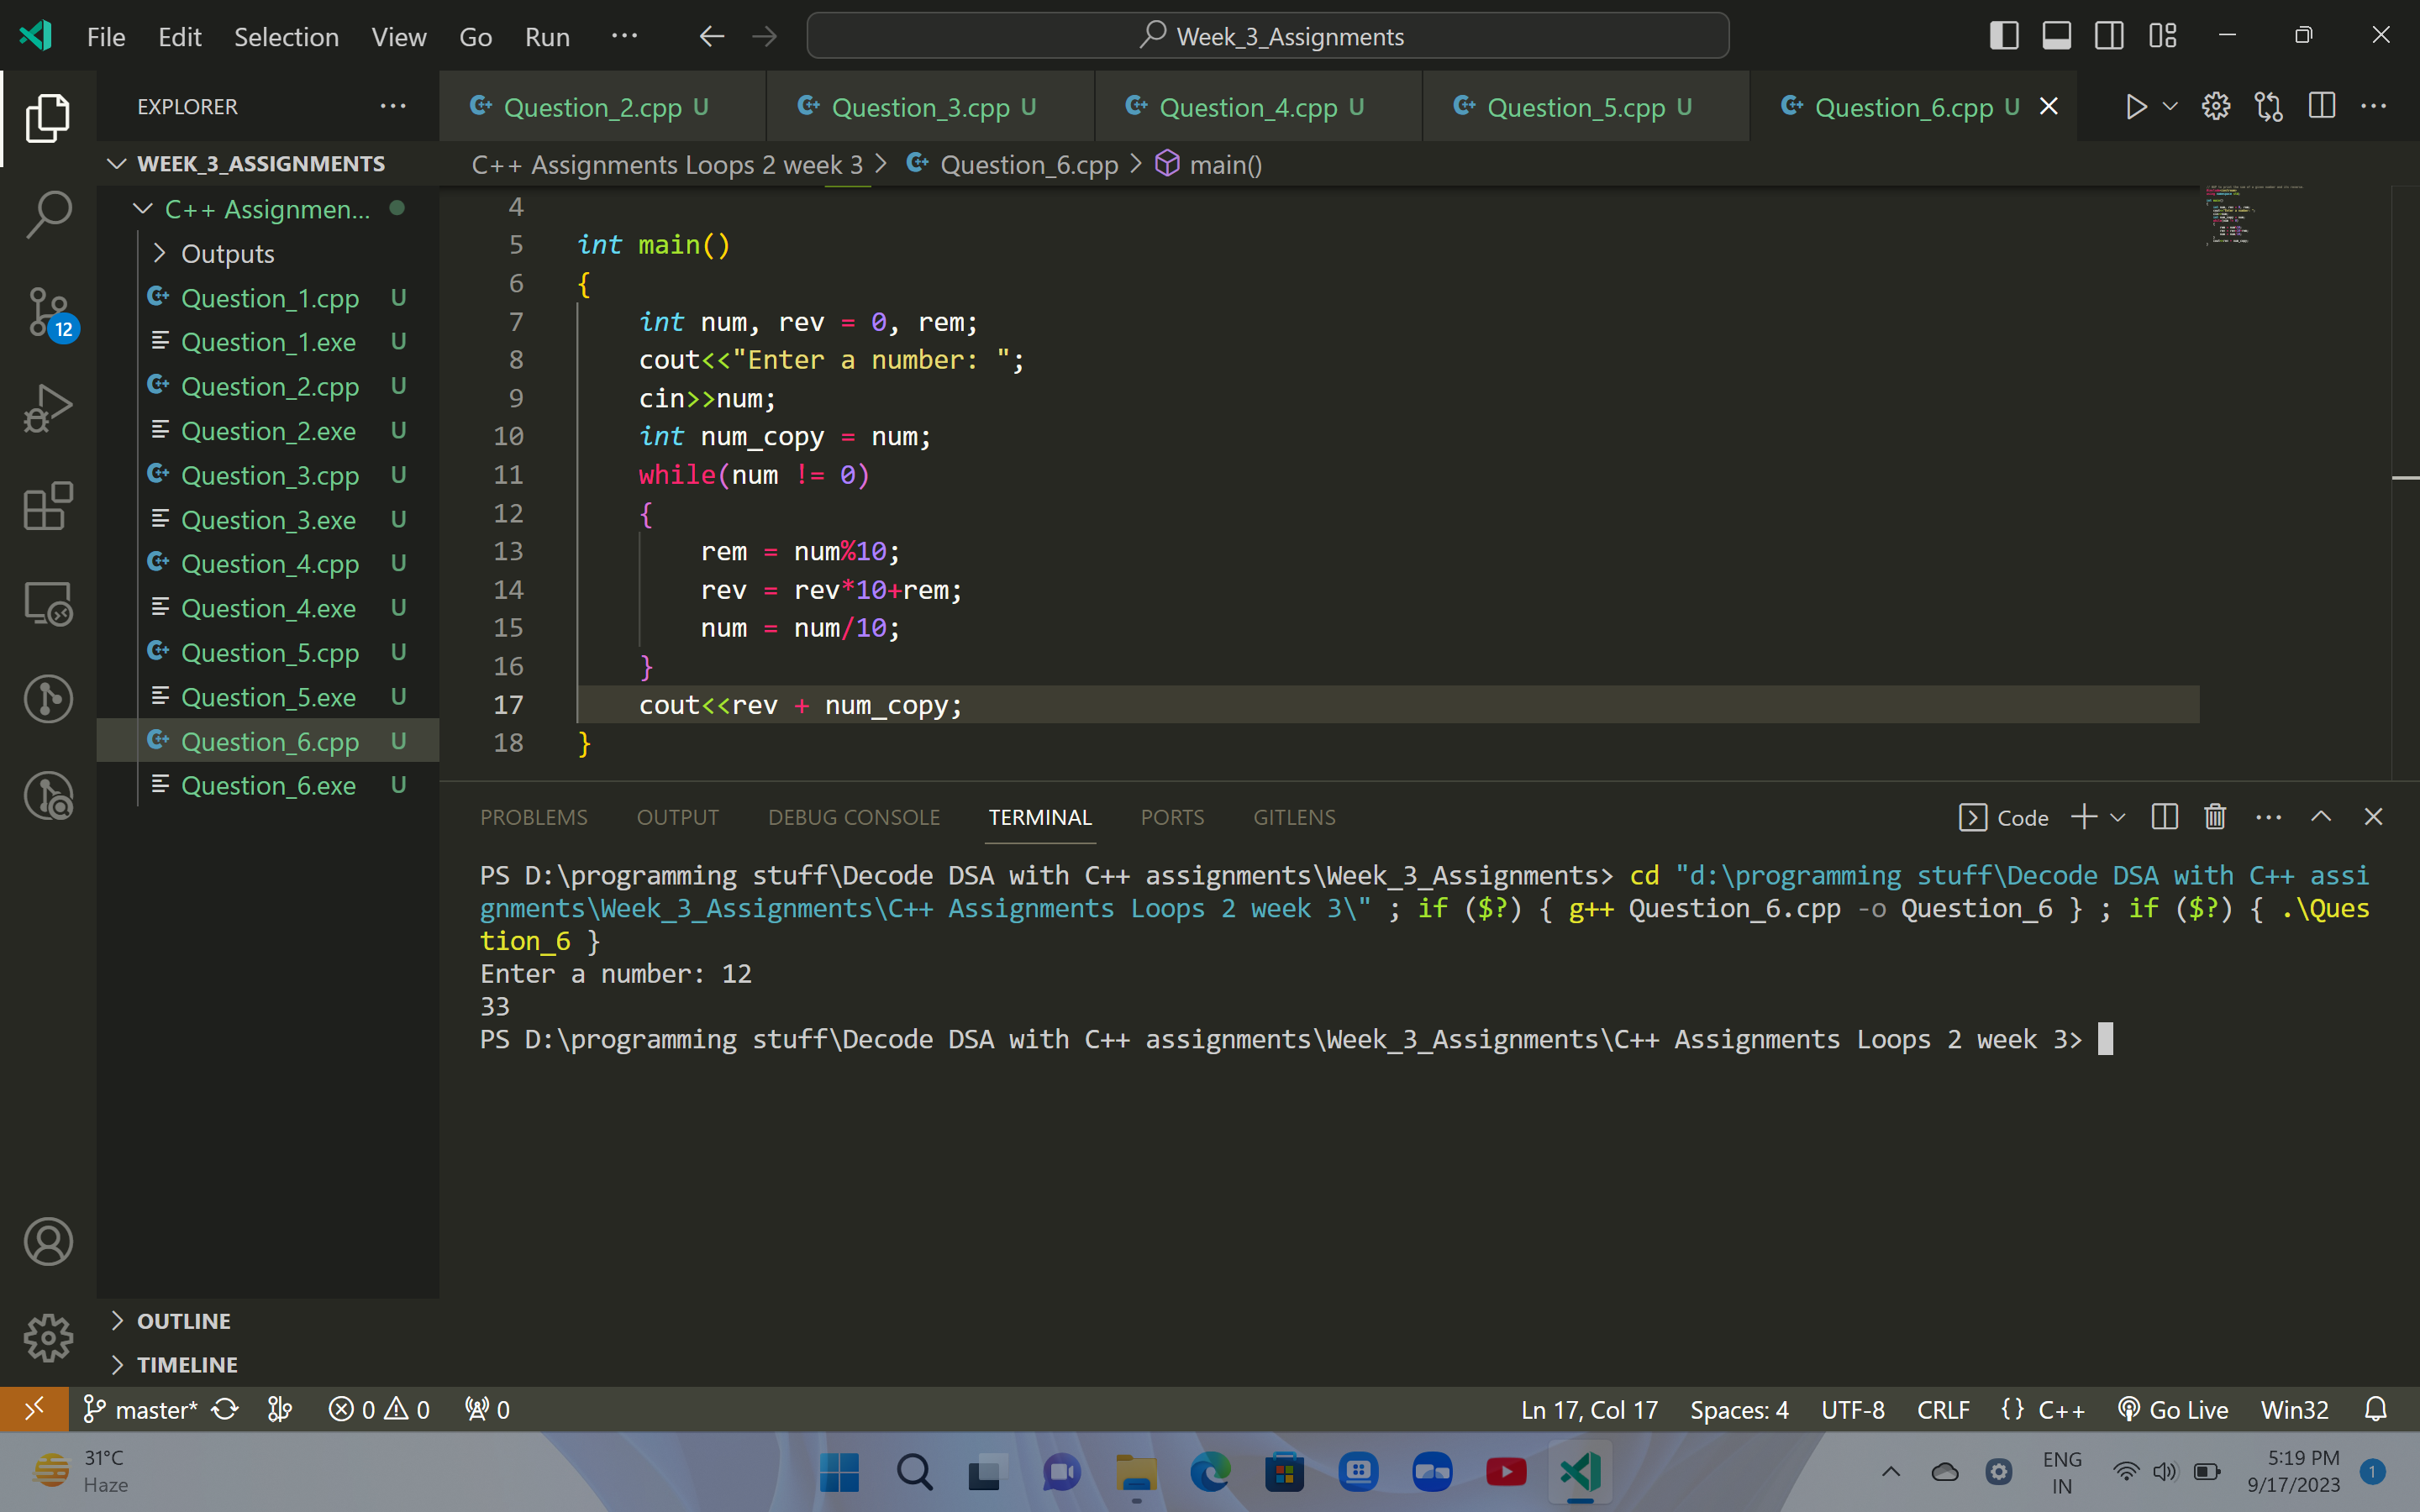 File Edit Selection View Go Run ··· Week_3_Assignments
EXPLORER ···
Question_2.cpp U Question_3.cpp U Question_4.cpp U Question_5.cpp U Question_6.cpp U
WEEK_3_ASSIGNMENTS
C++ Assignments Loops 2 week 3 > Question_6.cpp > main()
C++ Assignmen...
Outputs
Question_1.cpp U
Question_1.exe U
Question_2.cpp U
Question_2.exe U
Question_3.cpp U
Question_3.exe U
Question_4.cpp U
Question_4.exe U
Question_5.cpp U
Question_5.exe U
Question_6.cpp U
Question_6.exe U
12
OUTLINE
TIMELINE
4
5 int main()
6 {
7 int num, rev = 0, rem;
8 cout<<"Enter a number: ";
9 cin>>num;
10 int num_copy = num;
11 while(num != 0)
12 {
13 rem = num%10;
14 rev = rev*10+rem;
15 num = num/10;
16 }
17 cout<<rev + num_copy;
18 }
PROBLEMS OUTPUT DEBUG CONSOLE TERMINAL PORTS GITLENS Code
PS D:\programming stuff\Decode DSA with C++ assignments\Week_3_Assignments> cd "d:\programming stuff\Decode DSA with C++ assi
gnments\Week_3_Assignments\C++ Assignments Loops 2 week 3\" ; if ($?) { g++ Question_6.cpp -o Question_6 } ; if ($?) { .\Ques
tion_6 }
Enter a number: 12
33
PS D:\programming stuff\Decode DSA with C++ assignments\Week_3_Assignments\C++ Assignments Loops 2 week 3>
master* 0 0 0 Ln 17, Col 17 Spaces: 4 UTF-8 CRLF {} C++ Go Live Win32
31°C
Haze
ENG
IN
5:19 PM
9/17/2023
1